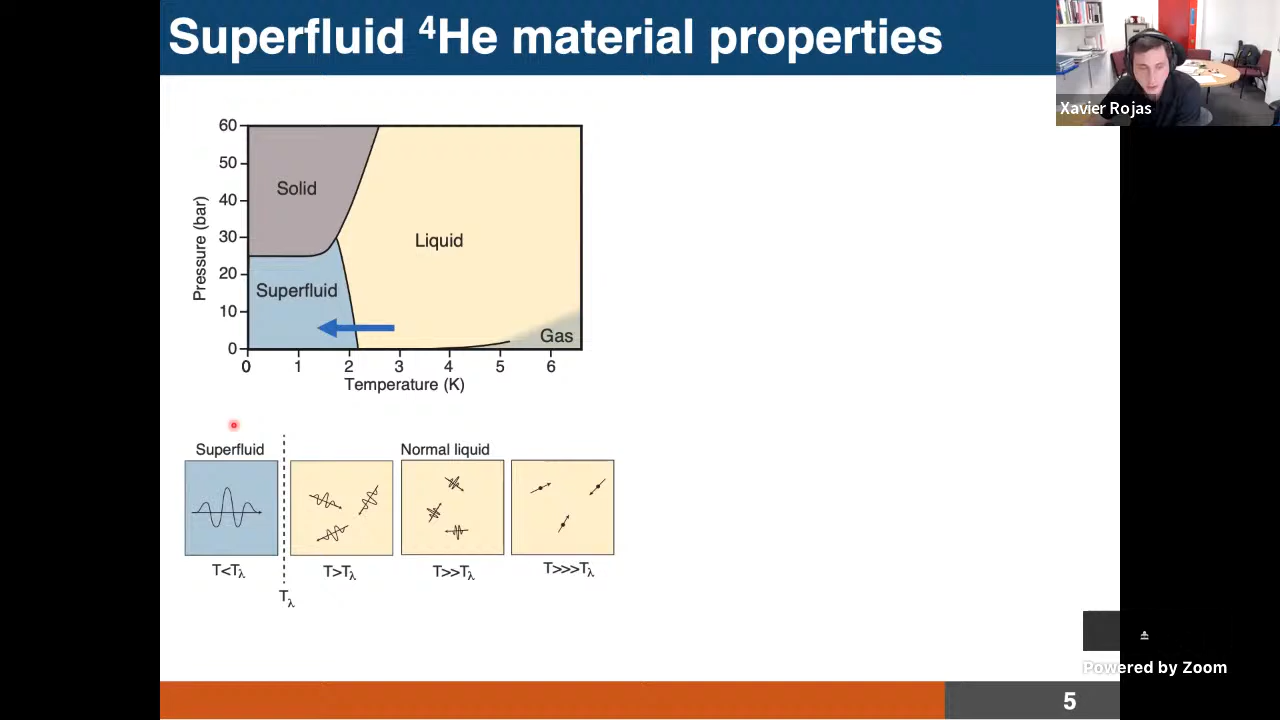 Superfluid ⁴He material properties
Xavier Rojas
60
50
40
30
20
10
0
Pressure (bar)
Solid
Liquid
Superfluid
Gas
0 1 2 3 4 5 6
Temperature (K)
Superfluid
Normal liquid
T<Tλ
T>Tλ
T>>Tλ
T>>>Tλ
Tλ
Powered by Zoom
5